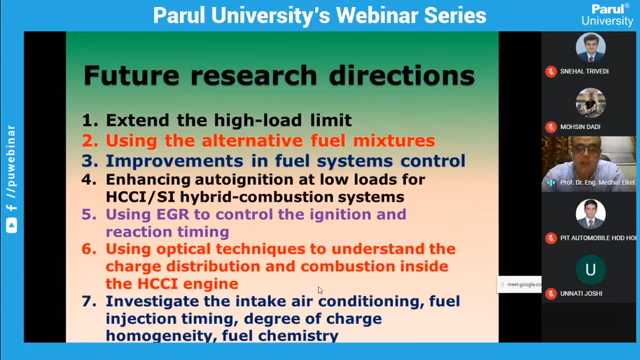 Parul University's Webinar Series
Parul®
University
Future research directions
1. Extend the high-load limit
2. Using the alternative fuel mixtures
3. Improvements in fuel systems control
4. Enhancing autoignition at low loads for
HCCI/SI hybrid-combustion systems
5. Using EGR to control the ignition and
reaction timing
6. Using optical techniques to understand the
charge distribution and combustion inside
the HCCI engine
7. Investigate the intake air conditioning, fuel
injection timing, degree of charge
homogeneity, fuel chemistry
/puwebinar
SNEHAL TRIVEDI
MOHSIN DADI
Prof. Dr. Eng. Medhat Elkel
PIT AUTOMOBILE HOD HO
U
UNNATI JOSHI
meet.google.com